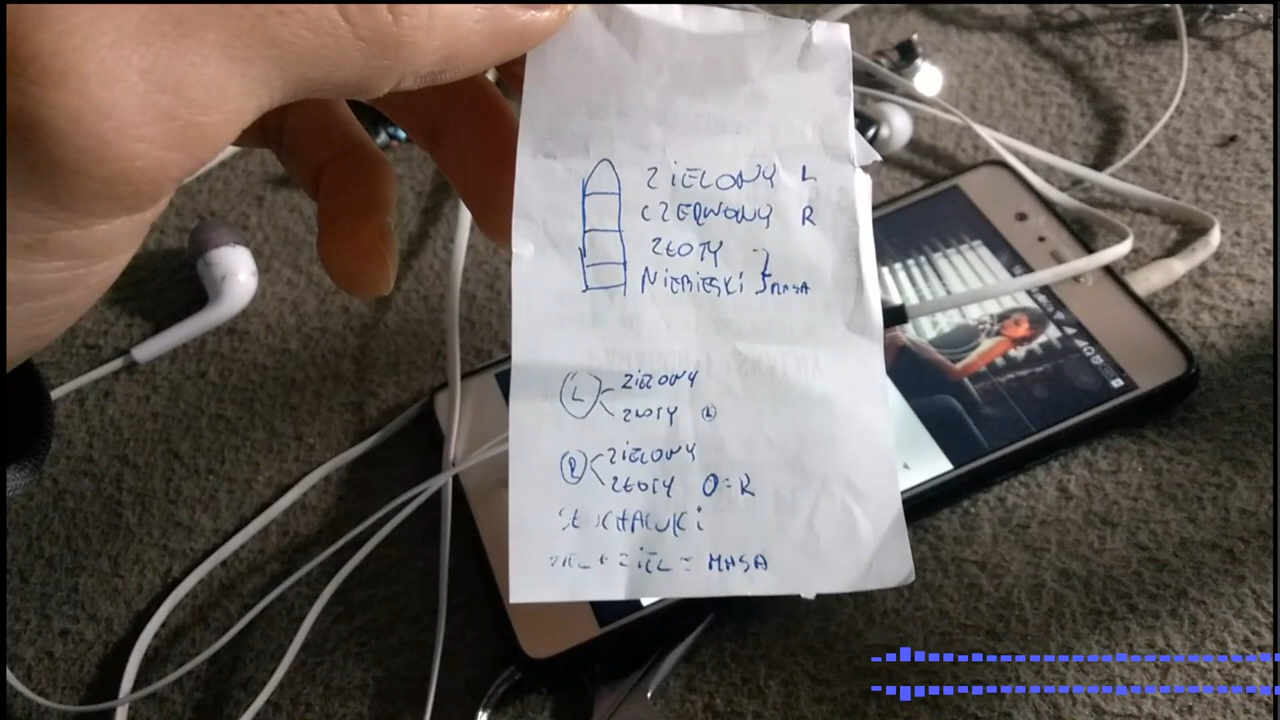 ZIELONY L
CZERWONY R
ZŁOTY
NIEBIESKI } MASA
L ZIELONY
ZŁOTY L
R ZIELONY
ZŁOTY O = R
SŁUCHAWKI
ZIEL + ZIEL = MASA